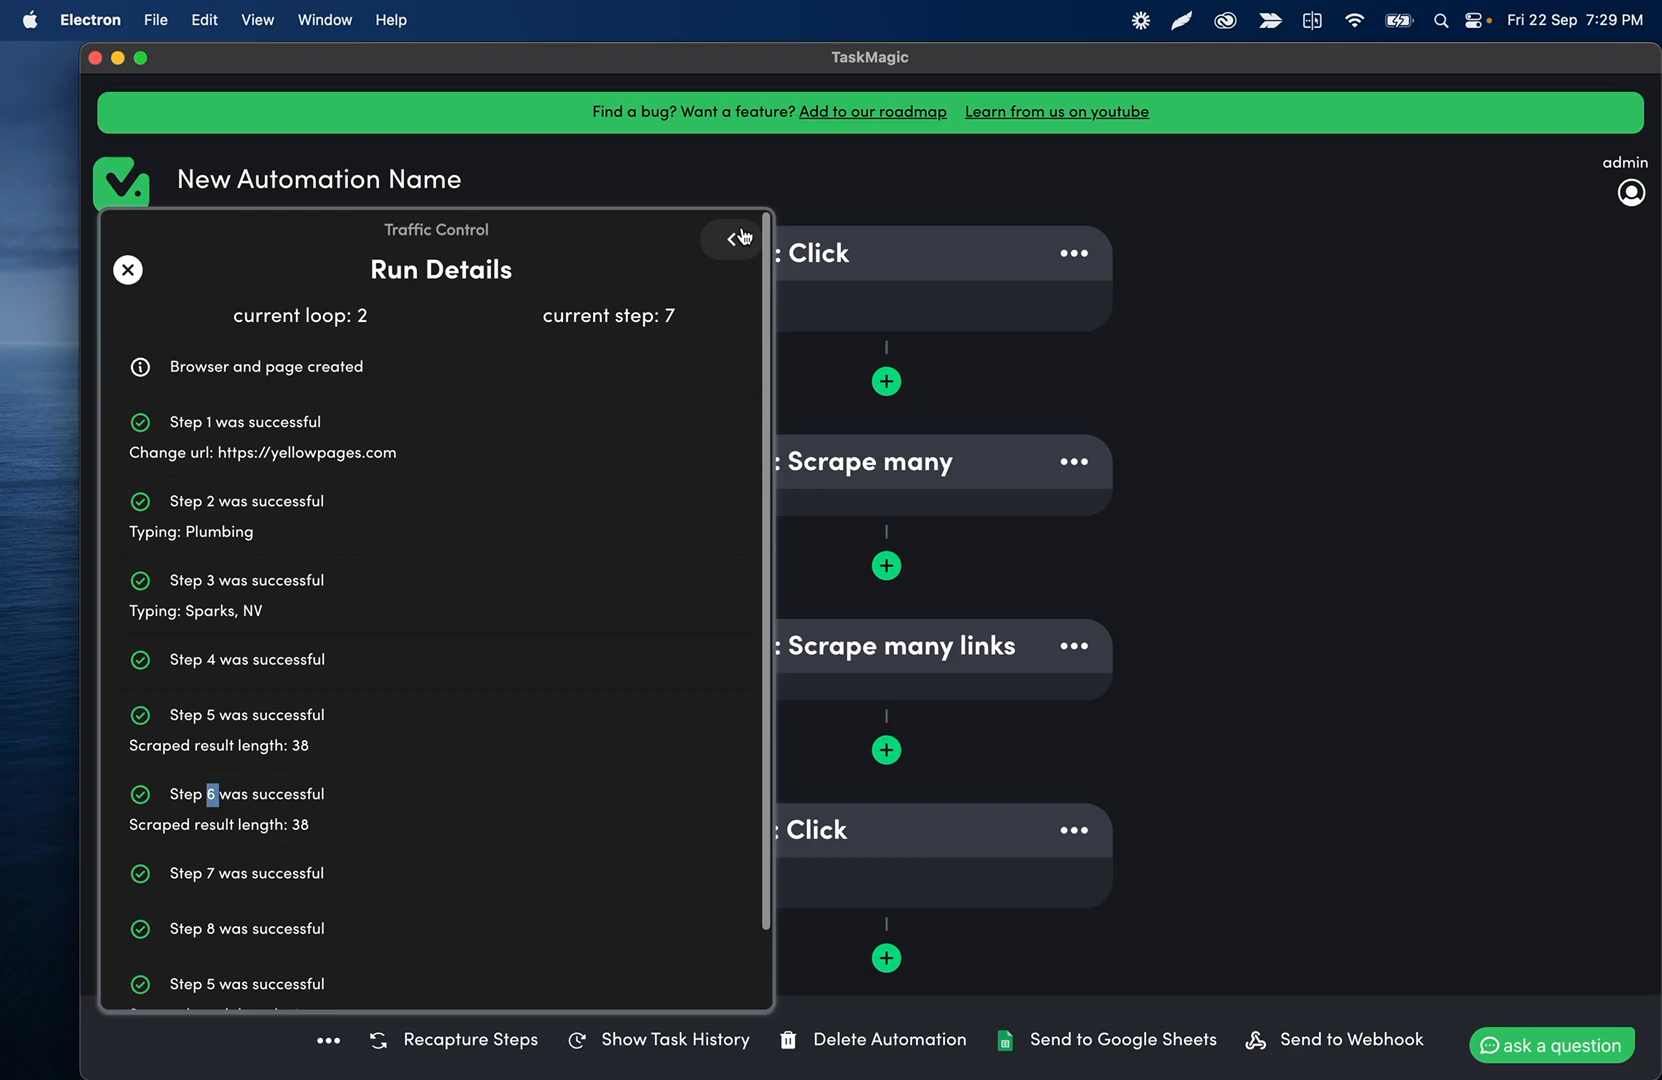 Electron File Edit View Window Help Fri 22 Sep 7:29 PM
TaskMagic
Find a bug? Want a feature? Add to our roadmap Learn from us on youtube
New Automation Name
admin
Traffic Control
Run Details
current loop: 2 current step: 7
Browser and page created
Step 1 was successful
Change url: https://yellowpages.com
Step 2 was successful
Typing: Plumbing
Step 3 was successful
Typing: Sparks, NV
Step 4 was successful
Step 5 was successful
Scraped result length: 38
Step 6 was successful
Scraped result length: 38
Step 7 was successful
Step 8 was successful
Step 5 was successful
: Click
: Scrape many
: Scrape many links
: Click
Recapture Steps Show Task History Delete Automation Send to Google Sheets Send to Webhook ask a question